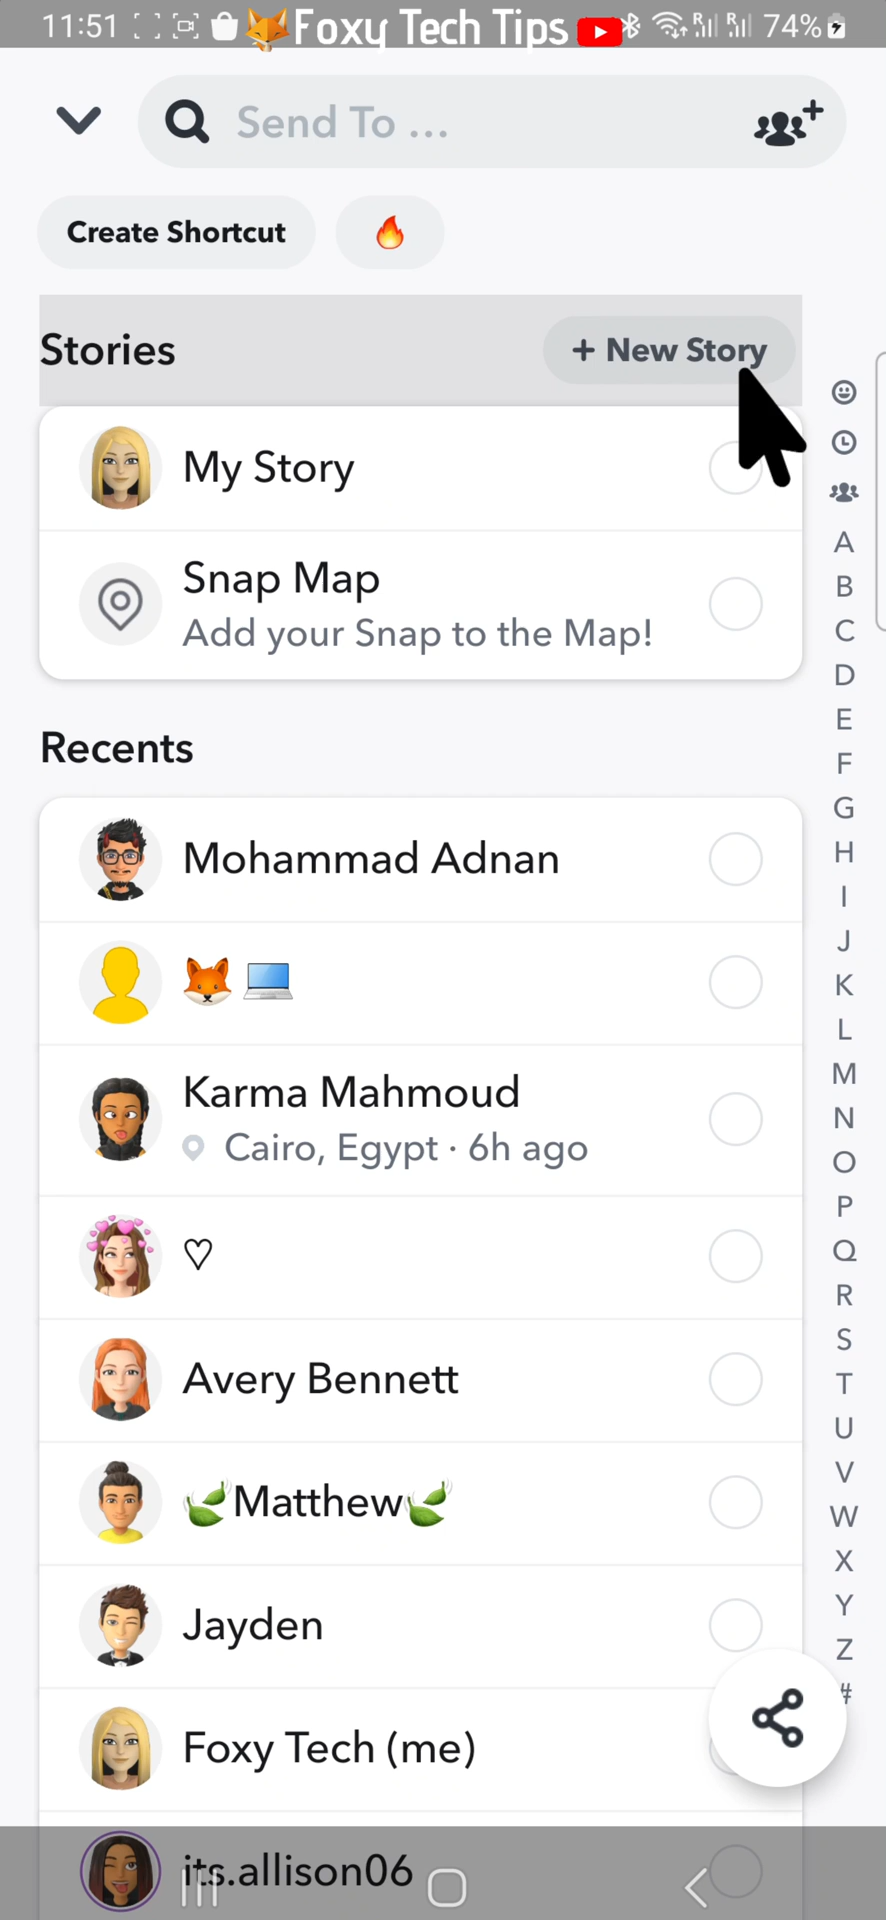 11:51 Foxy Tech Tips 74%
Send To ...
Create Shortcut 🔥
Stories
+ New Story
My Story
Snap Map
Add your Snap to the Map!
Recents
Mohammad Adnan
🦊 💻
Karma Mahmoud
Cairo, Egypt · 6h ago
♡
Avery Bennett
🍃Matthew🍃
Jayden
Foxy Tech (me)
its.allison06
A
B
C
D
E
F
G
H
I
J
K
L
M
N
O
P
Q
R
S
T
U
V
W
X
Y
Z
#